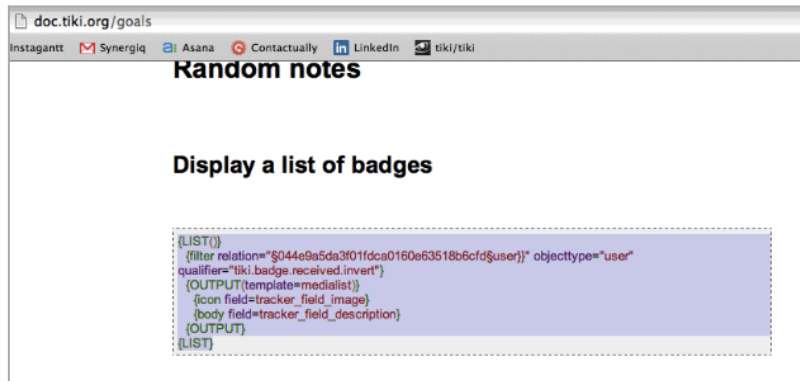 doc.tiki.org/goals
Instagantt Synergiq Asana Contactually LinkedIn tiki/tiki
Random notes
Display a list of badges
{LIST()}
{filter relation="§044e9a5da3f01fdca0160e63518b6cfd§user}}" objecttype="user"
qualifier="tiki.badge.received.invert"}
{OUTPUT(template=medialist)}
{icon field=tracker_field_image}
{body field=tracker_field_description}
{OUTPUT}
{LIST}